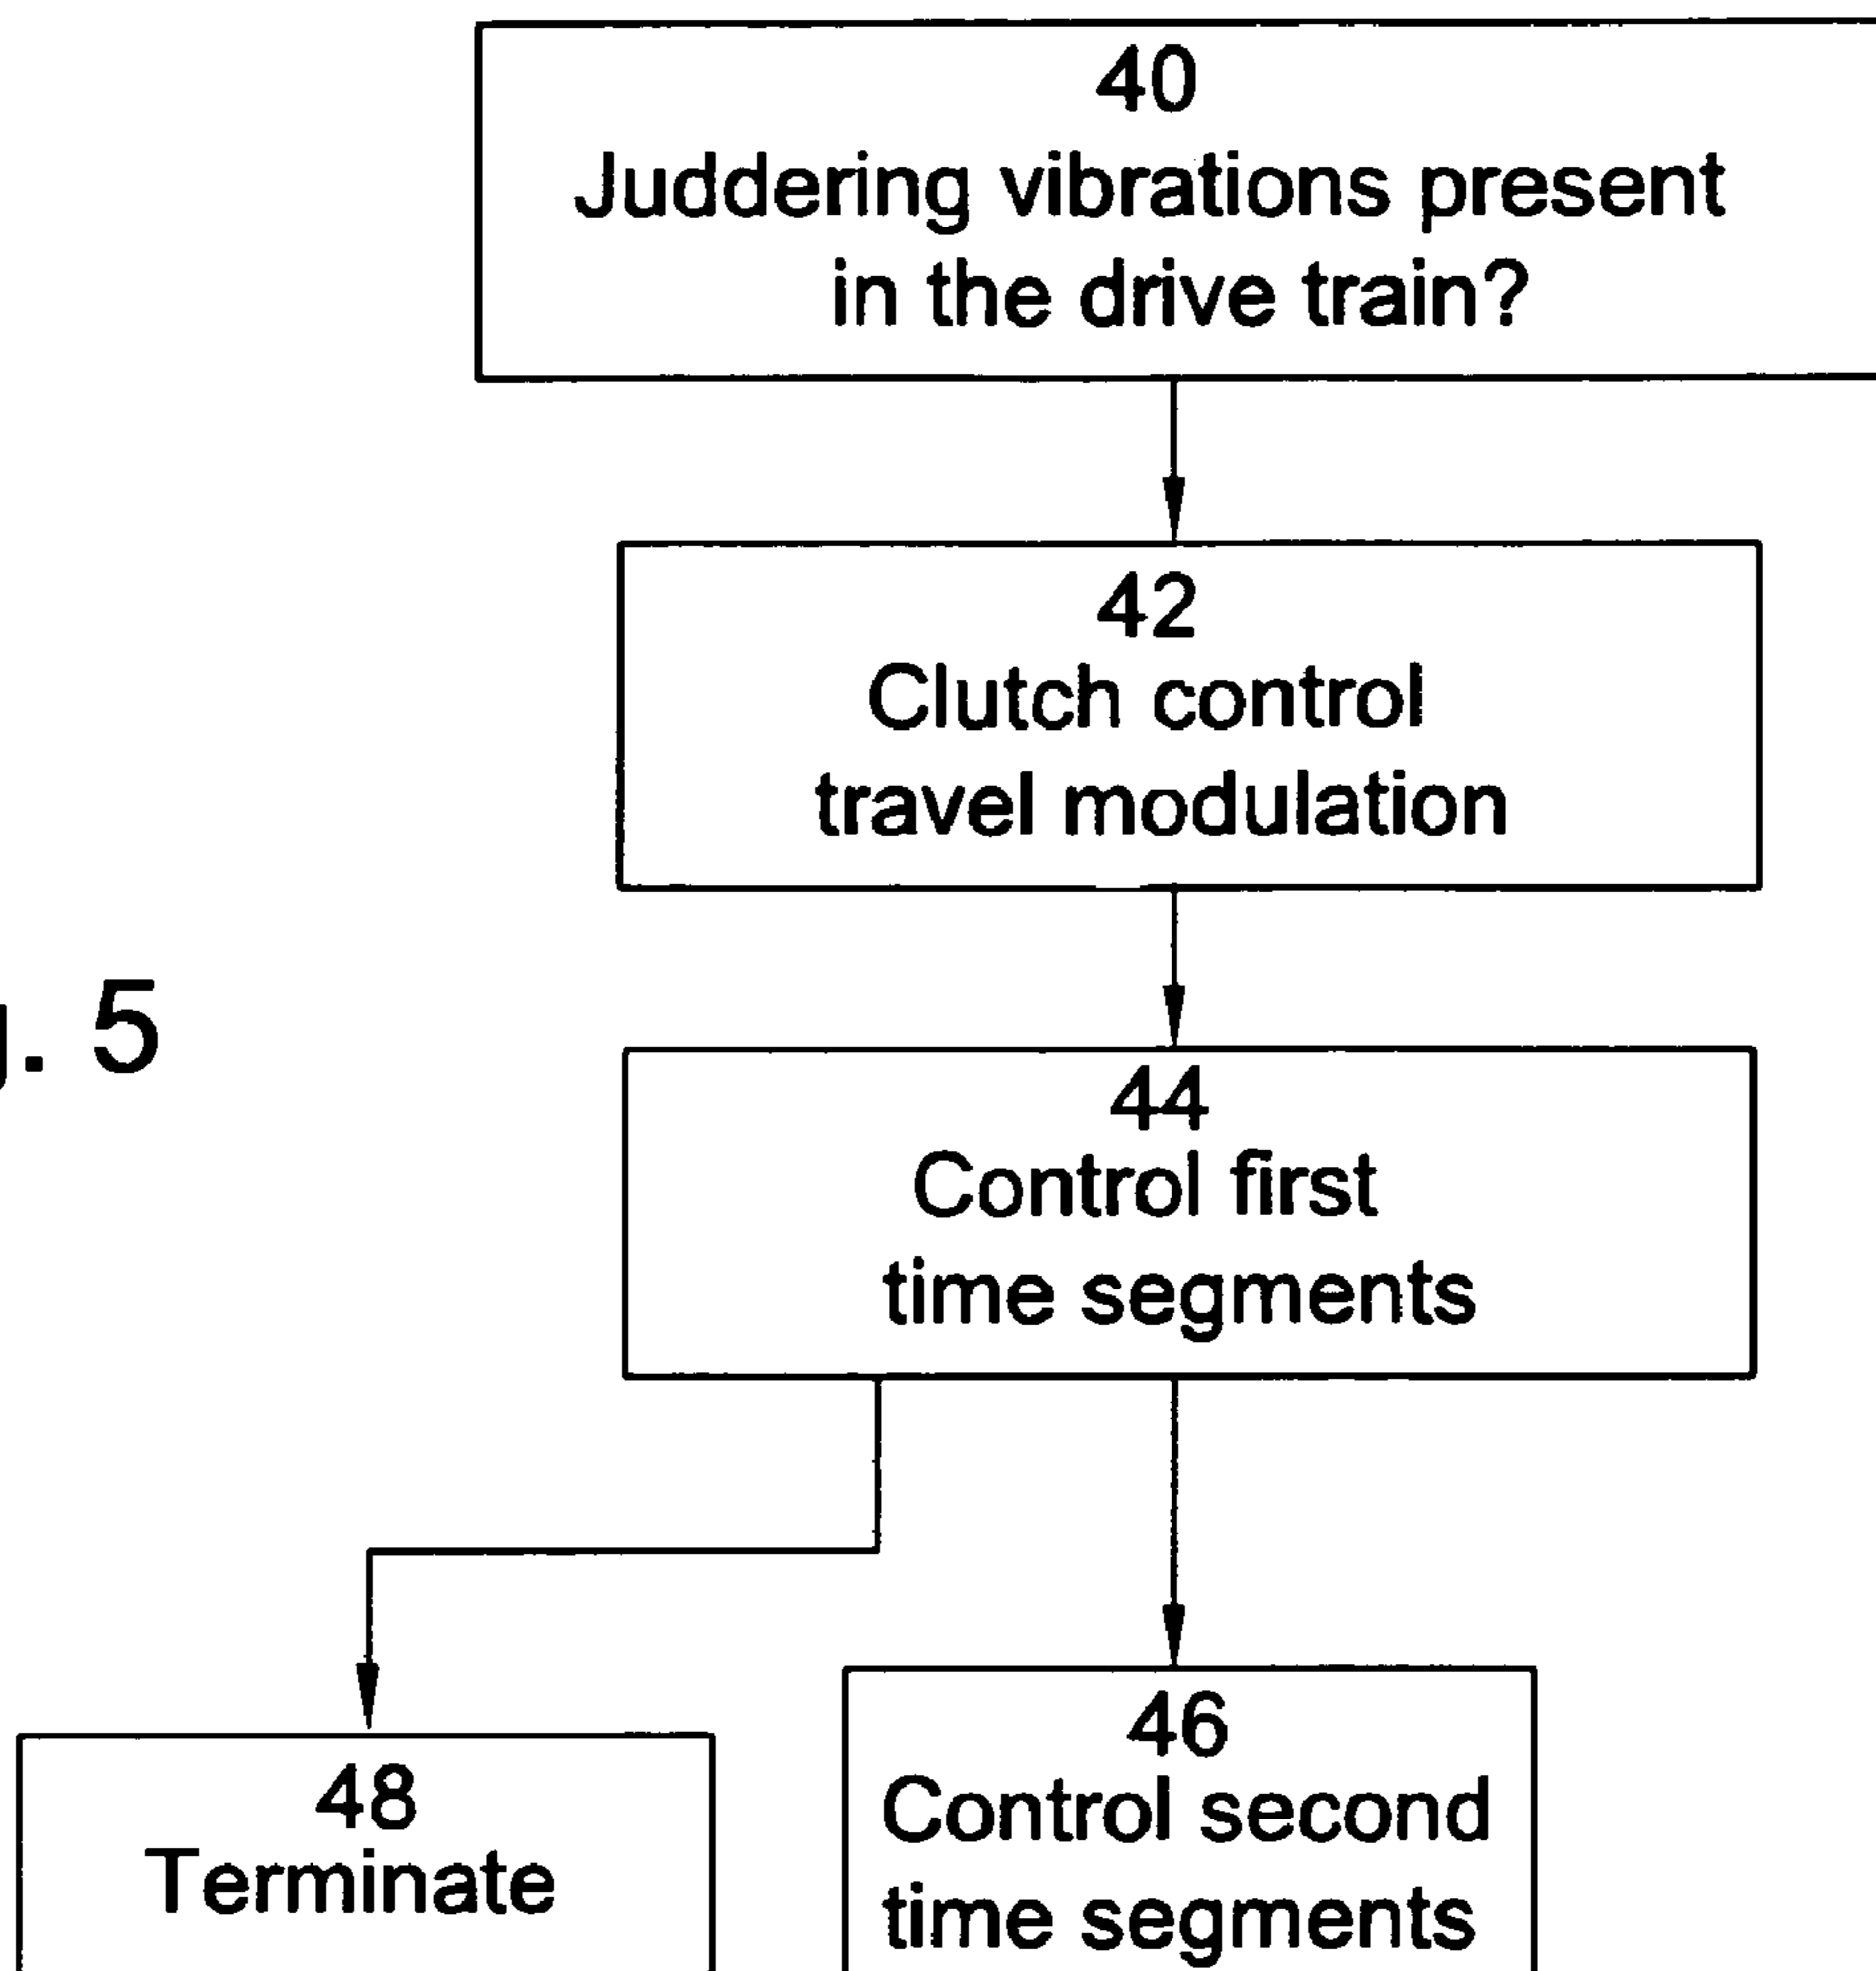 40
Juddering vibrations present
in the drive train?
42
Clutch control
travel modulation
g. 5
44
Control first
time segments
46
Control second
time segments
48
Terminate